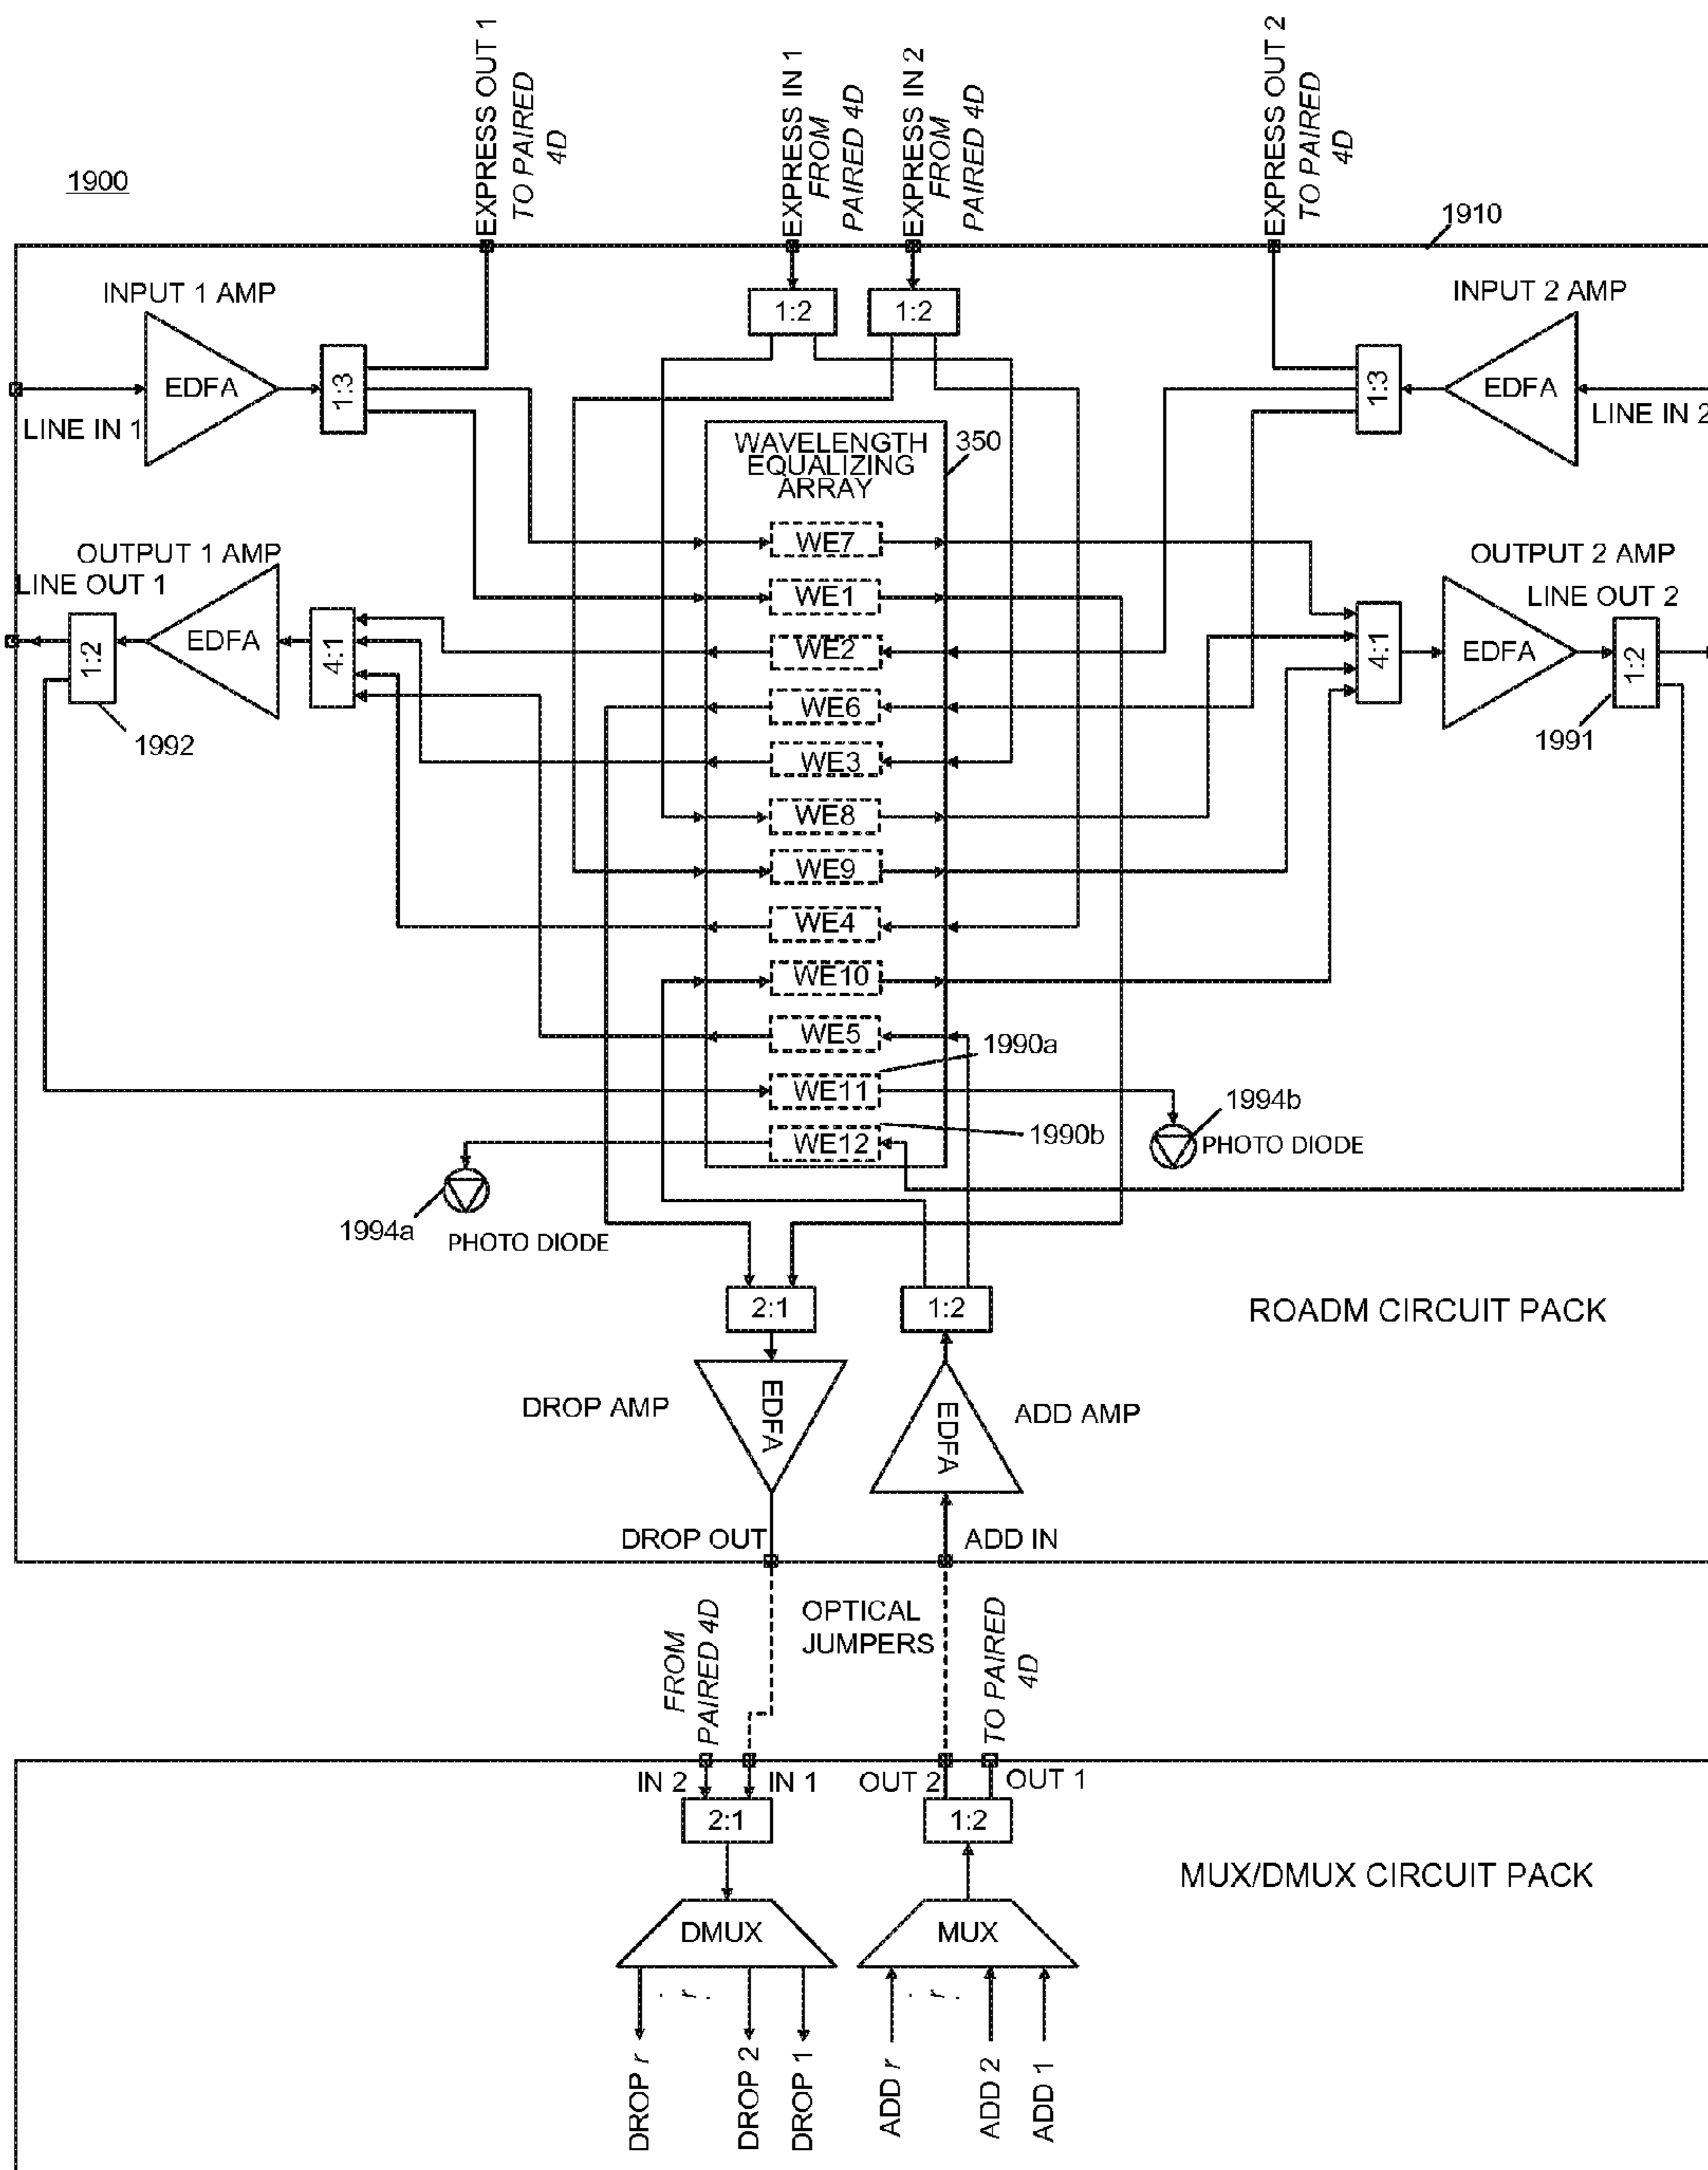 1900
EXPRESS OUT 1
TO PAIRED
4D
EXPRESS IN 1
FROM
PAIRED 4D
EXPRESS IN 2
FROM
PAIRED 4D
EXPRESS OUT 2
TO PAIRED
4D
1910
INPUT 1 AMP
EDFA
LINE IN 1
1:3
1:2
1:2
INPUT 2 AMP
1:3
EDFA
LINE IN 2
WAVELENGTH
EQUALIZING
ARRAY
350
OUTPUT 1 AMP
LINE OUT 1
1:2
EDFA
4:1
1992
WE7
WE1
WE2
WE6
WE3
WE8
WE9
WE4
WE10
WE5
WE11
WE12
OUTPUT 2 AMP
LINE OUT 2
4:1
EDFA
1:2
1991
1990a
1990b
1994b
PHOTO DIODE
1994a
PHOTO DIODE
2:1
1:2
ROADM CIRCUIT PACK
DROP AMP
EDFA
EDFA
ADD AMP
DROP OUT
ADD IN
OPTICAL
JUMPERS
FROM
PAIRED 4D
TO PAIRED
4D
IN 2
IN 1
OUT 2
OUT 1
2:1
1:2
MUX/DMUX CIRCUIT PACK
DMUX
MUX
r
r
DROP r
DROP 2
DROP 1
ADD r
ADD 2
ADD 1